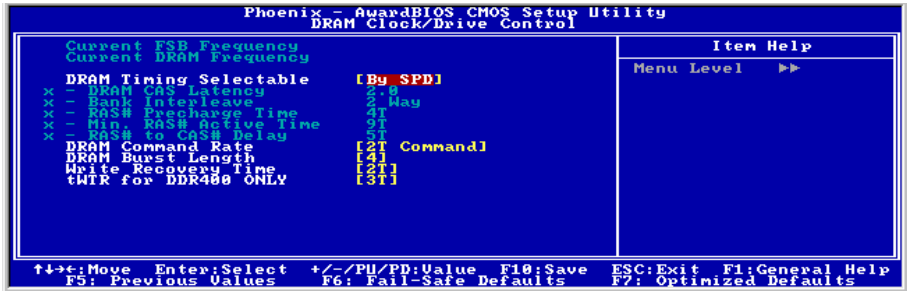 Phoenix - AwardBIOS CMOS Setup Utility
DRAM Clock/Drive Control
Current FSB Frequency
Current DRAM Frequency
Item Help
DRAM Timing Selectable [By SPD]
Menu Level ▶▶
x - DRAM CAS Latency 2.0
x - Bank Interleave 2 Way
x - RAS# Precharge Time 4T
x - Min. RAS# Active Time 9T
x - RAS# to CAS# Delay 5T
DRAM Command Rate [2T Command]
DRAM Burst Length [4]
Write Recovery Time [2T]
tWTR for DDR400 ONLY [3T]
↑↓→←:Move Enter:Select +/-/PU/PD:Value F10:Save ESC:Exit F1:General Help
F5: Previous Values F6: Fail-Safe Defaults F7: Optimized Defaults